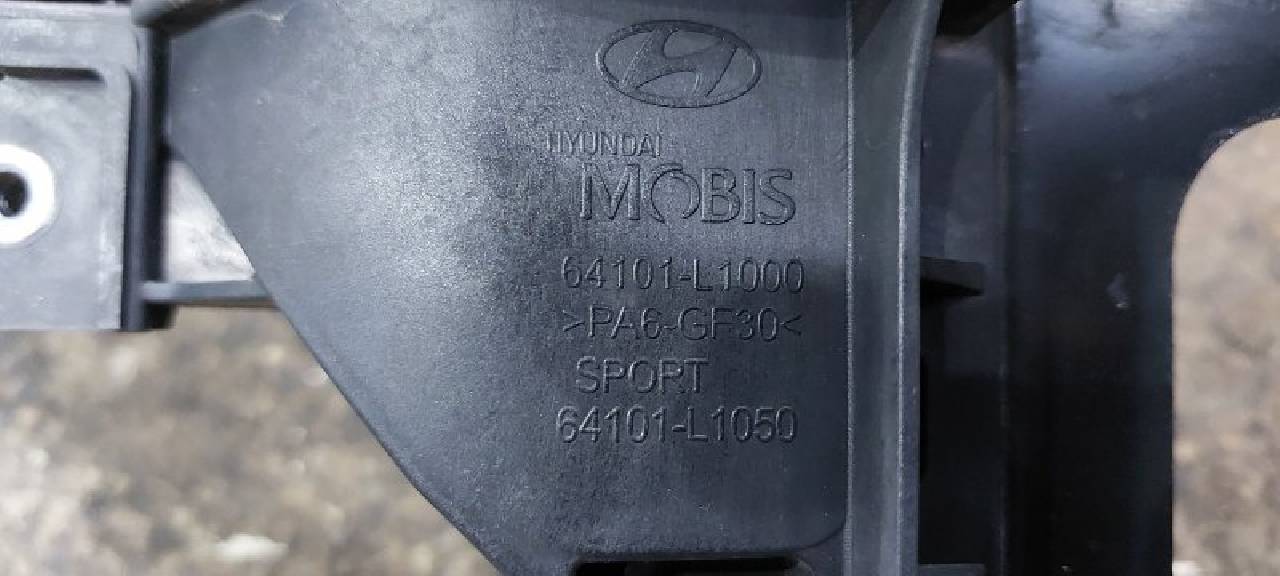 HYUNDAI
MOBIS
64101-L1000
>PA6-GF30<
SPORT
64101-L1050